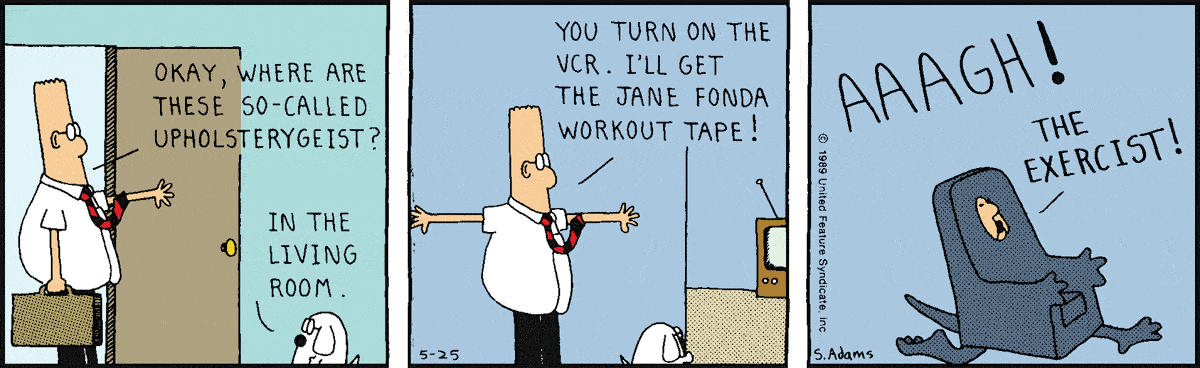 OKAY, WHERE ARE
THESE SO-CALLED
UPHOLSTERYGEIST?
IN THE
LIVING
ROOM.
YOU TURN ON THE
VCR. I'LL GET
THE JANE FONDA
WORKOUT TAPE!
5-25
AAAGH!
THE
EXERCIST!
© 1989 United Feature Syndicate, Inc.
S. Adams